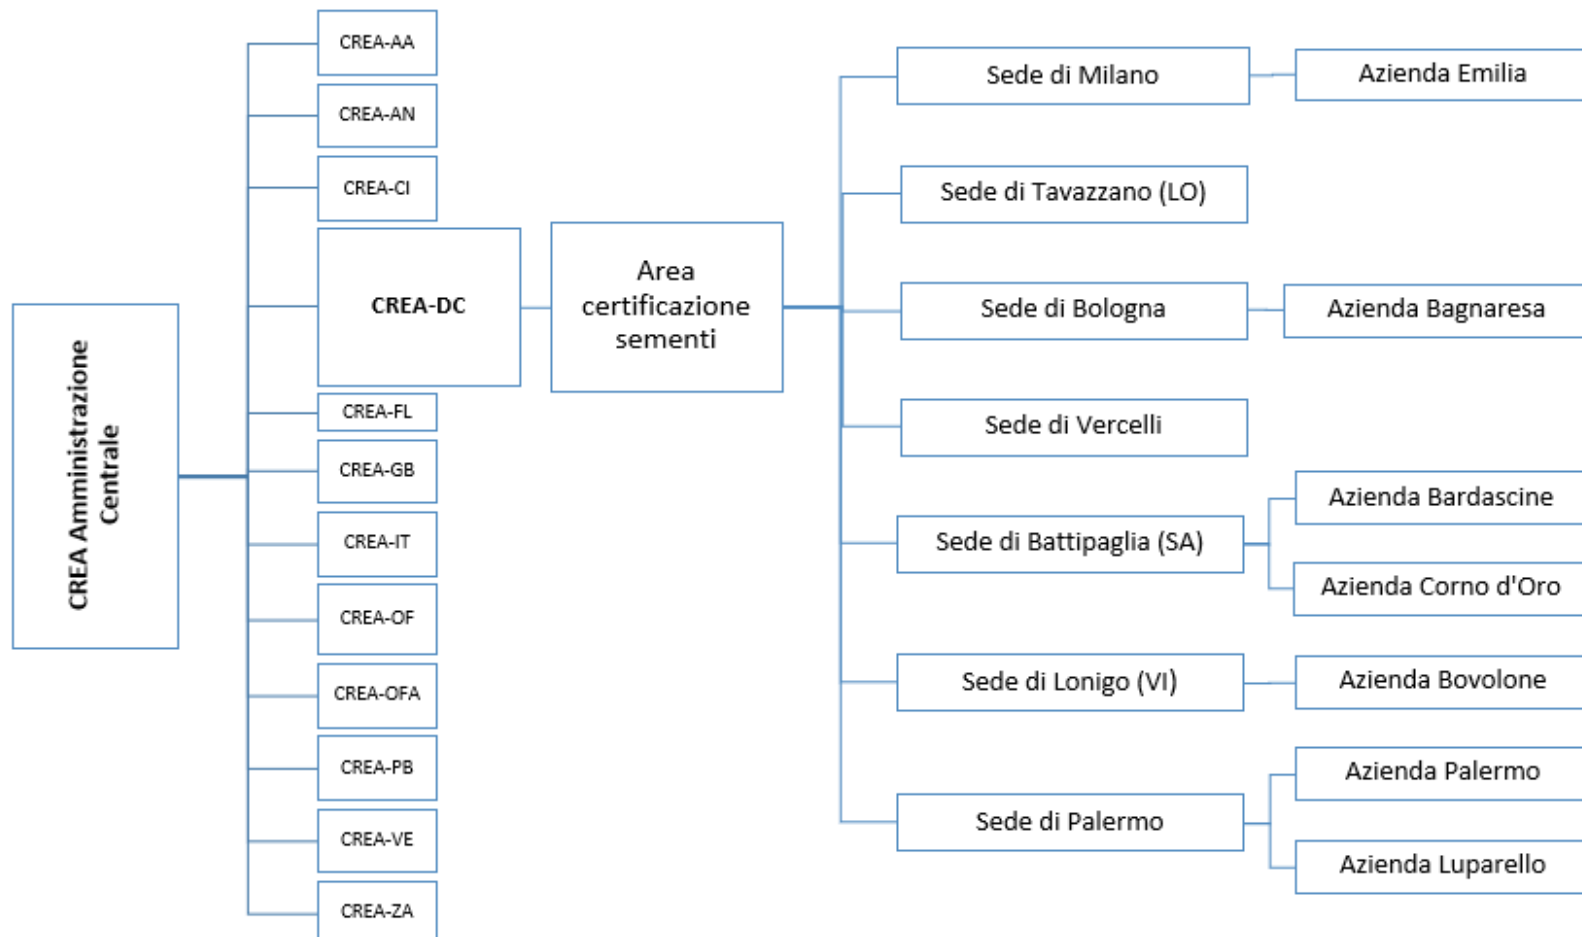 CREA Amministrazione
Centrale
CREA-AA
CREA-AN
CREA-CI
CREA-DC
CREA-FL
CREA-GB
CREA-IT
CREA-OF
CREA-OFA
CREA-PB
CREA-VE
CREA-ZA
Area
certificazione
sementi
Sede di Milano
Azienda Emilia
Sede di Tavazzano (LO)
Sede di Bologna
Azienda Bagnaresa
Sede di Vercelli
Sede di Battipaglia (SA)
Azienda Bardascine
Azienda Corno d'Oro
Sede di Lonigo (VI)
Azienda Bovolone
Sede di Palermo
Azienda Palermo
Azienda Luparello